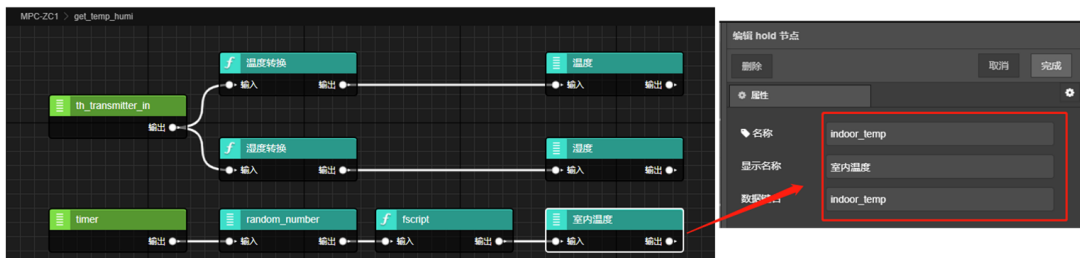 MPC-ZC1 > get_temp_humi
温度转换
输入 输出
温度
输入 输出
th_transmitter_in
输出
湿度转换
输入 输出
湿度
输入 输出
timer
输出
random_number
输入 输出
fscript
输入 输出
室内温度
输入 输出
编辑 hold 节点
删除 取消 完成
属性
名称 indoor_temp
显示名称 室内温度
indoor_temp